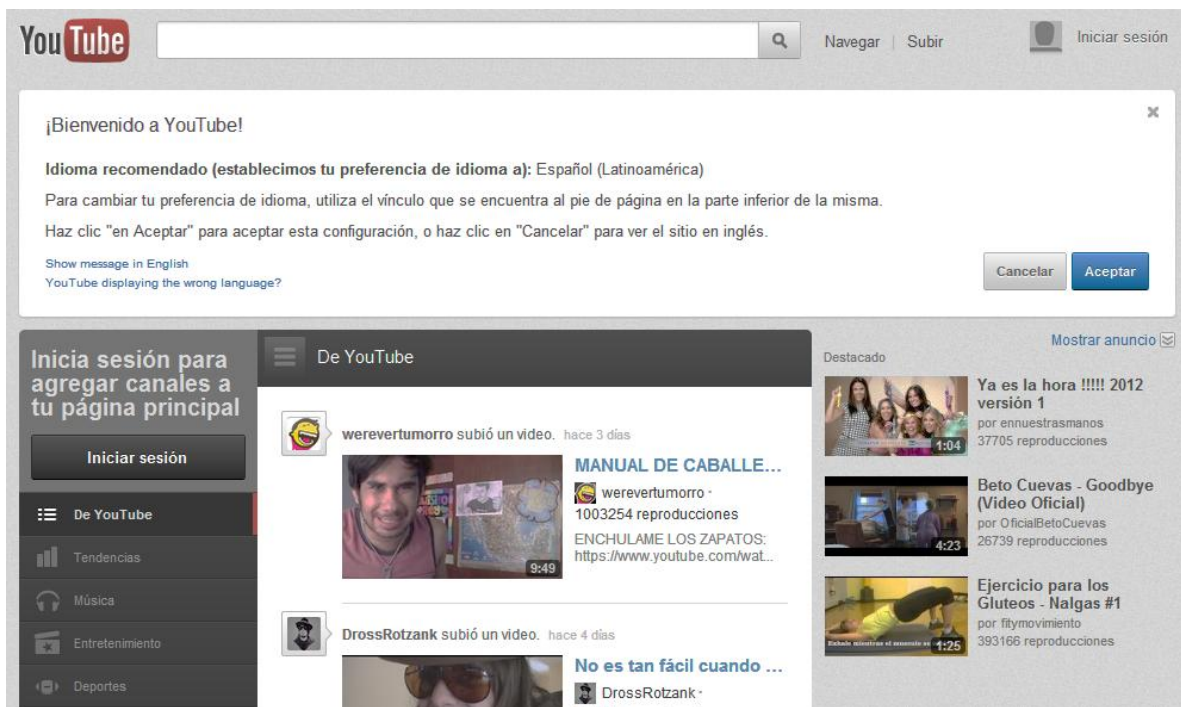 YouTube
Navegar | Subir
Iniciar sesión
¡Bienvenido a YouTube!
Idioma recomendado (establecimos tu preferencia de idioma a): Español (Latinoamérica)
Para cambiar tu preferencia de idioma, utiliza el vínculo que se encuentra al pie de página en la parte inferior de la misma.
Haz clic "en Aceptar" para aceptar esta configuración, o haz clic en "Cancelar" para ver el sitio en inglés.
Show message in English
YouTube displaying the wrong language?
Cancelar
Aceptar
Inicia sesión para
agregar canales a
tu página principal
Iniciar sesión
De YouTube
Tendencias
Música
Entretenimiento
Deportes
De YouTube
werevertumorro subió un video. hace 3 días
9:49
MANUAL DE CABALLE...
werevertumorro ·
1003254 reproducciones
ENCHULAME LOS ZAPATOS:
https://www.youtube.com/wat...
DrossRotzank subió un video. hace 4 días
No es tan fácil cuando ...
DrossRotzank ·
Mostrar anuncio
Destacado
1:04
Ya es la hora !!!!! 2012
versión 1
por ennuestrasmanos
37705 reproducciones
4:23
Beto Cuevas - Goodbye
(Video Oficial)
por OficialBetoCuevas
26739 reproducciones
1:25
Ejercicio para los
Gluteos - Nalgas #1
por fitymovimiento
393166 reproducciones